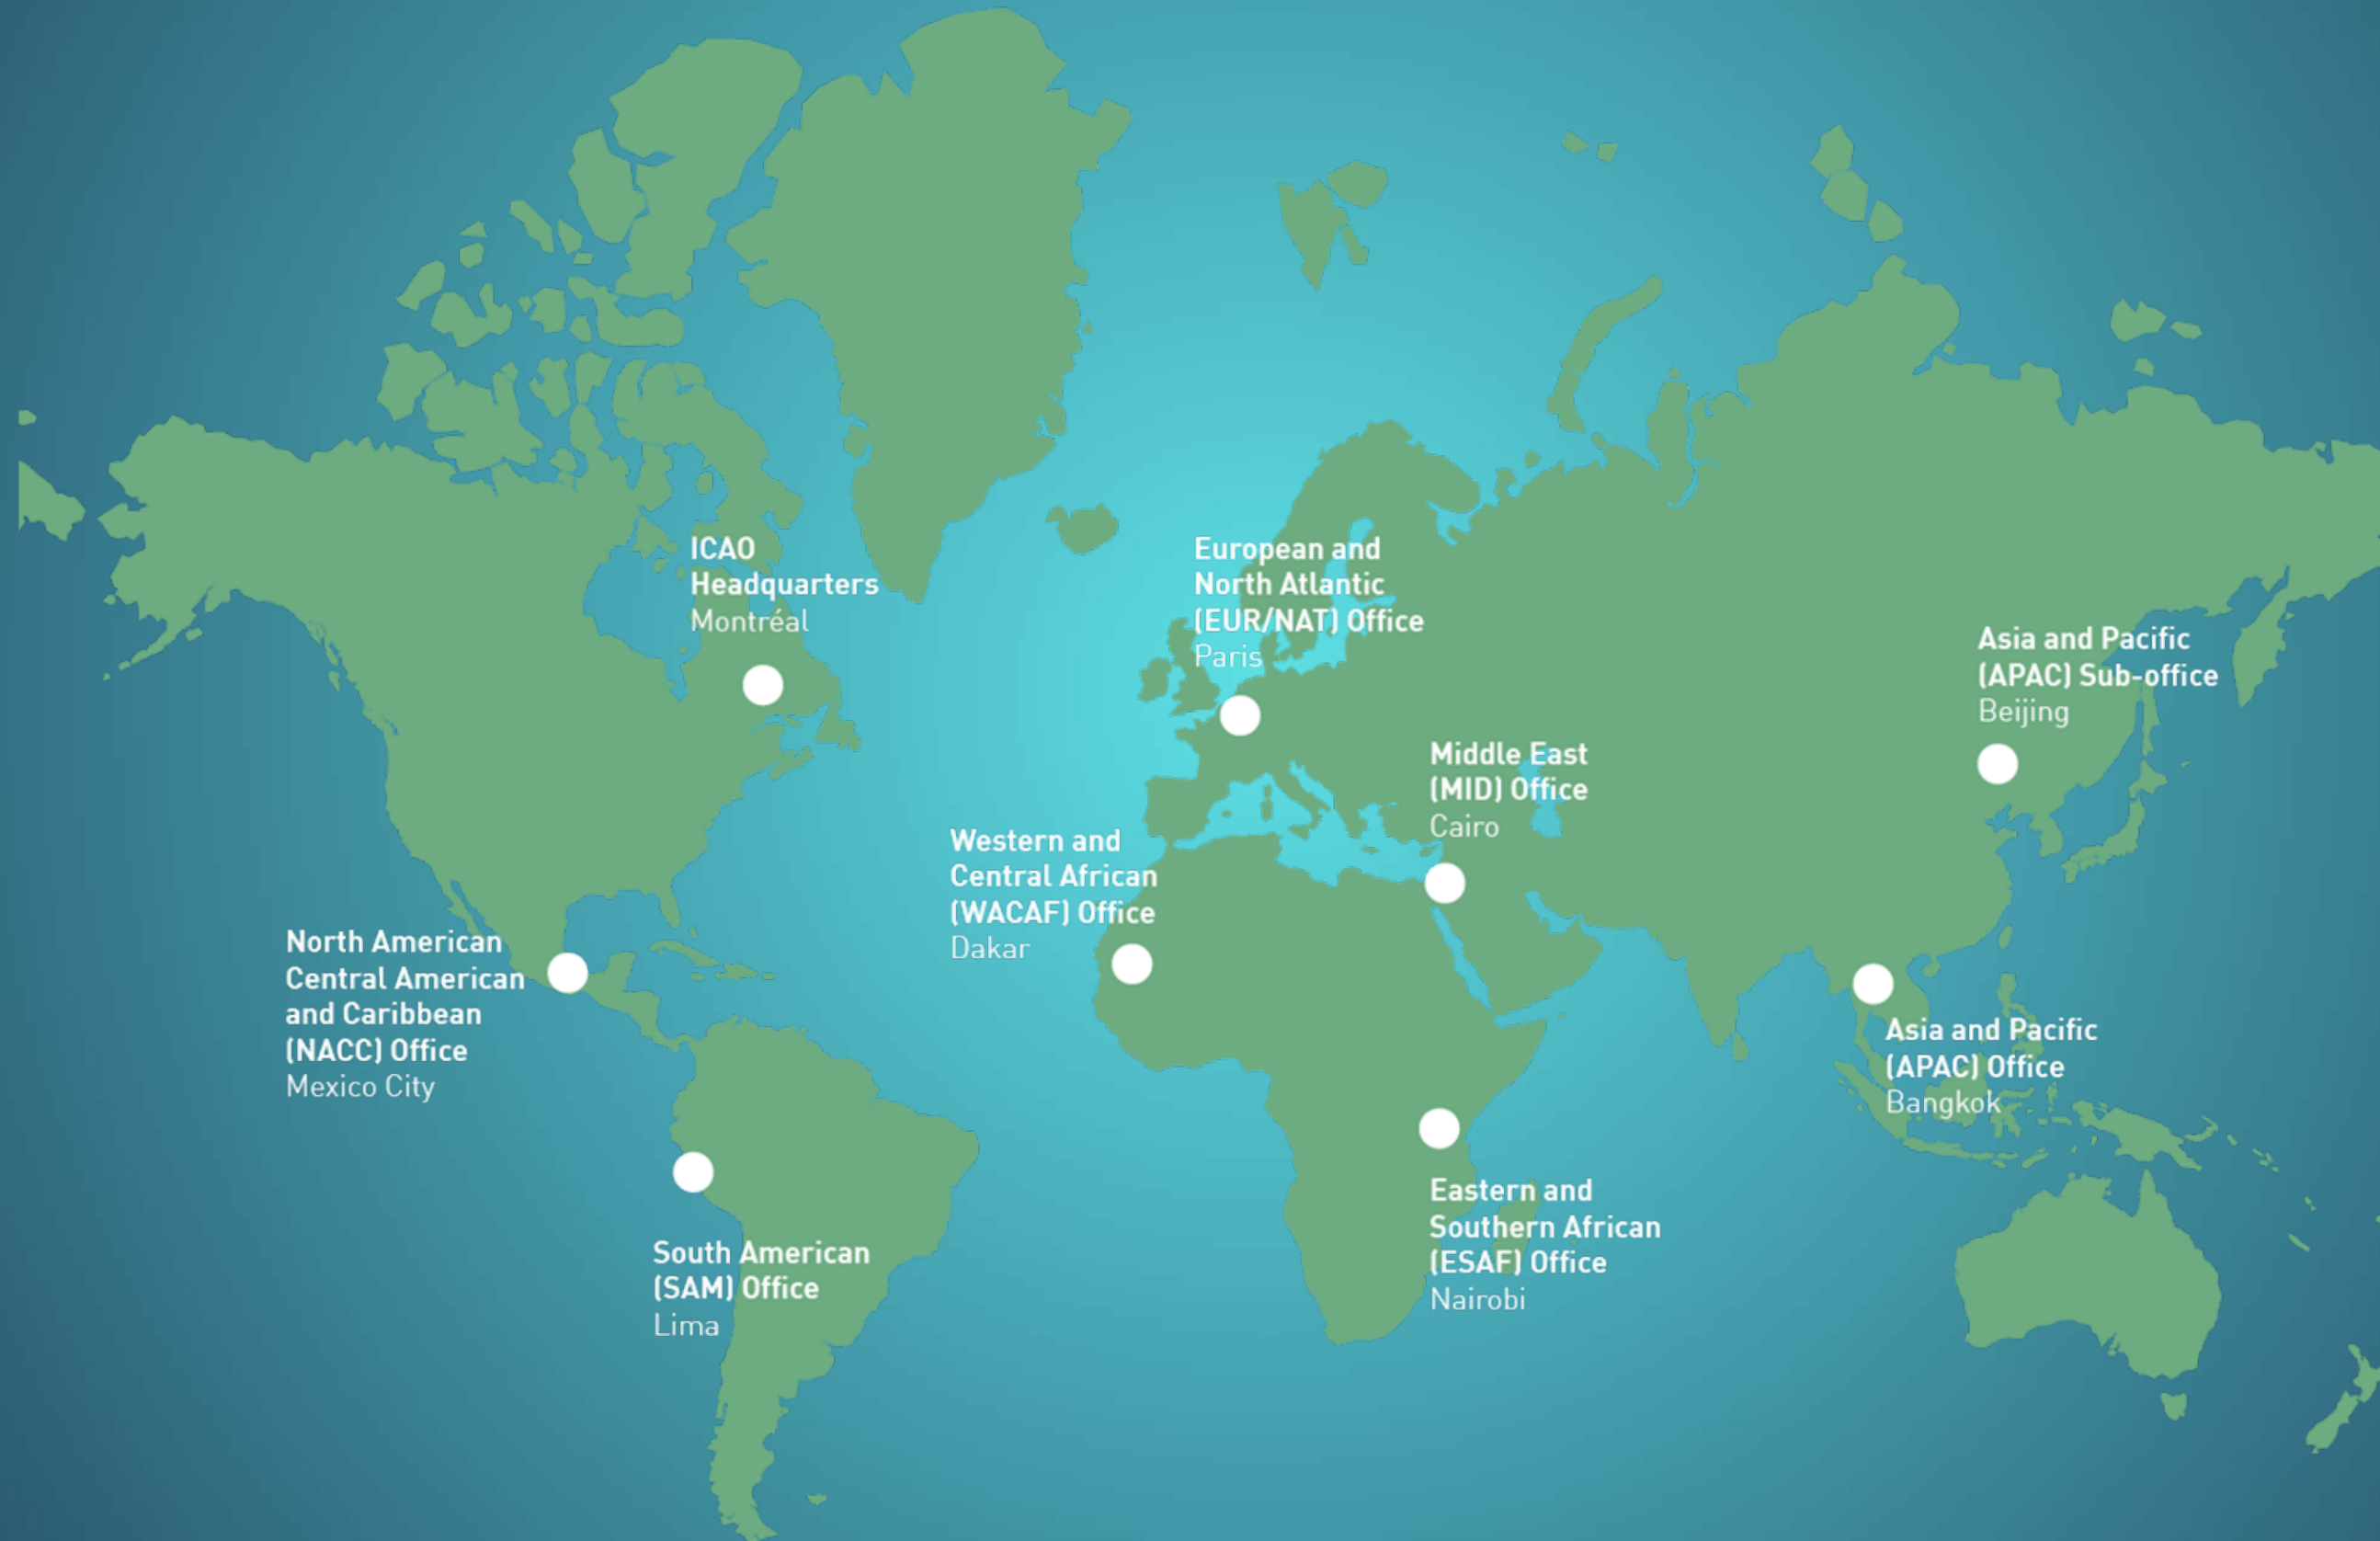 ICAO
Headquarters
Montréal
European and
North Atlantic
(EUR/NAT) Office
Paris
Asia and Pacific
(APAC) Sub-office
Beijing
Middle East
(MID) Office
Cairo
Western and
Central African
(WACAF) Office
Dakar
North American
Central American
and Caribbean
(NACC) Office
Mexico City
Asia and Pacific
(APAC) Office
Bangkok
Eastern and
Southern African
(ESAF) Office
Nairobi
South American
(SAM) Office
Lima